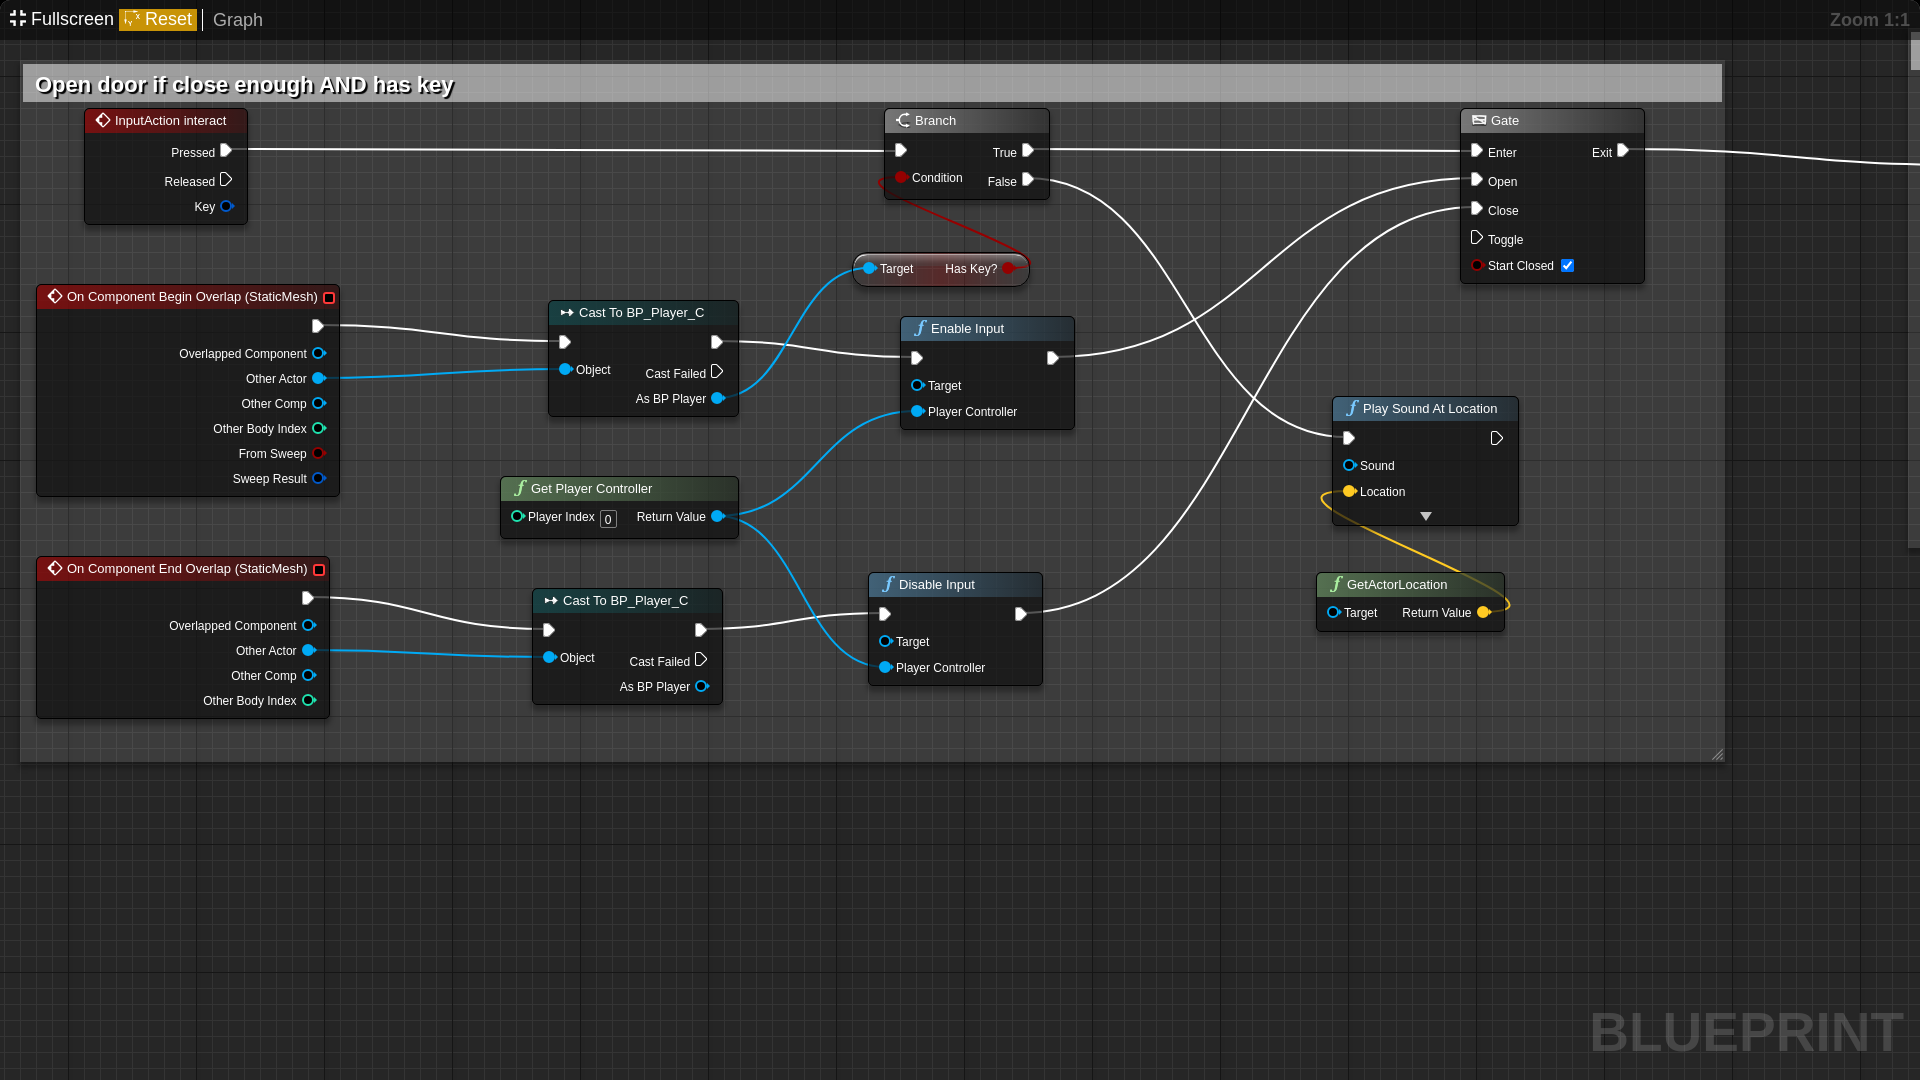 Fullscreen Reset Graph Zoom 1:1
Open door if close enough AND has key
InputAction interact
Pressed
Released
Key
Branch
True
Condition
False
Gate
Enter
Exit
Open
Close
Toggle
Start Closed
Target Has Key?
On Component Begin Overlap (StaticMesh)
Overlapped Component
Other Actor
Other Comp
Other Body Index
From Sweep
Sweep Result
Cast To BP_Player_C
Object
Cast Failed
As BP Player
Enable Input
Target
Player Controller
Play Sound At Location
Sound
Location
Get Player Controller
Player Index 0 Return Value
On Component End Overlap (StaticMesh)
Overlapped Component
Other Actor
Other Comp
Other Body Index
Cast To BP_Player_C
Object
Cast Failed
As BP Player
Disable Input
Target
Player Controller
GetActorLocation
Target Return Value
BLUEPRINT